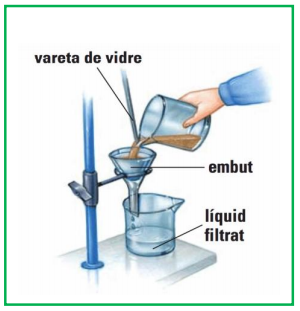 vareta de vidre
embut
líquid
filtrat